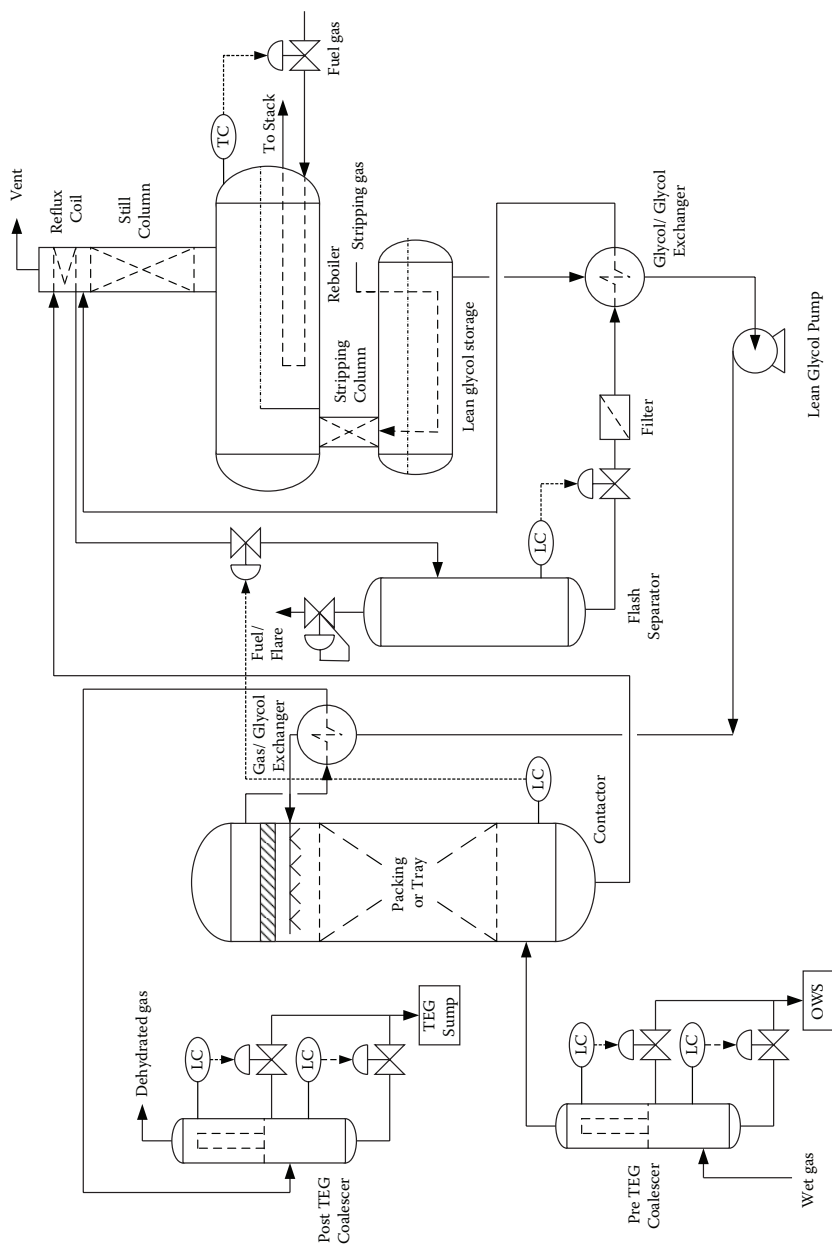 Vent
Reflux
Coil
Still
Column
TC
Fuel gas
To Stack
Reboiler
Stripping gas
Stripping
Column
Lean glycol storage
Glycol/ Glycol
Exchanger
Lean Glycol Pump
Filter
LC
Flash
Separator
Fuel/
Flare
Gas/ Glycol
Exchanger
LC
Contactor
Packing
or Tray
Dehydrated gas
LC
LC
TEG
Sump
Post TEG
Coalescer
LC
LC
OWS
Pre TEG
Coalescer
Wet gas